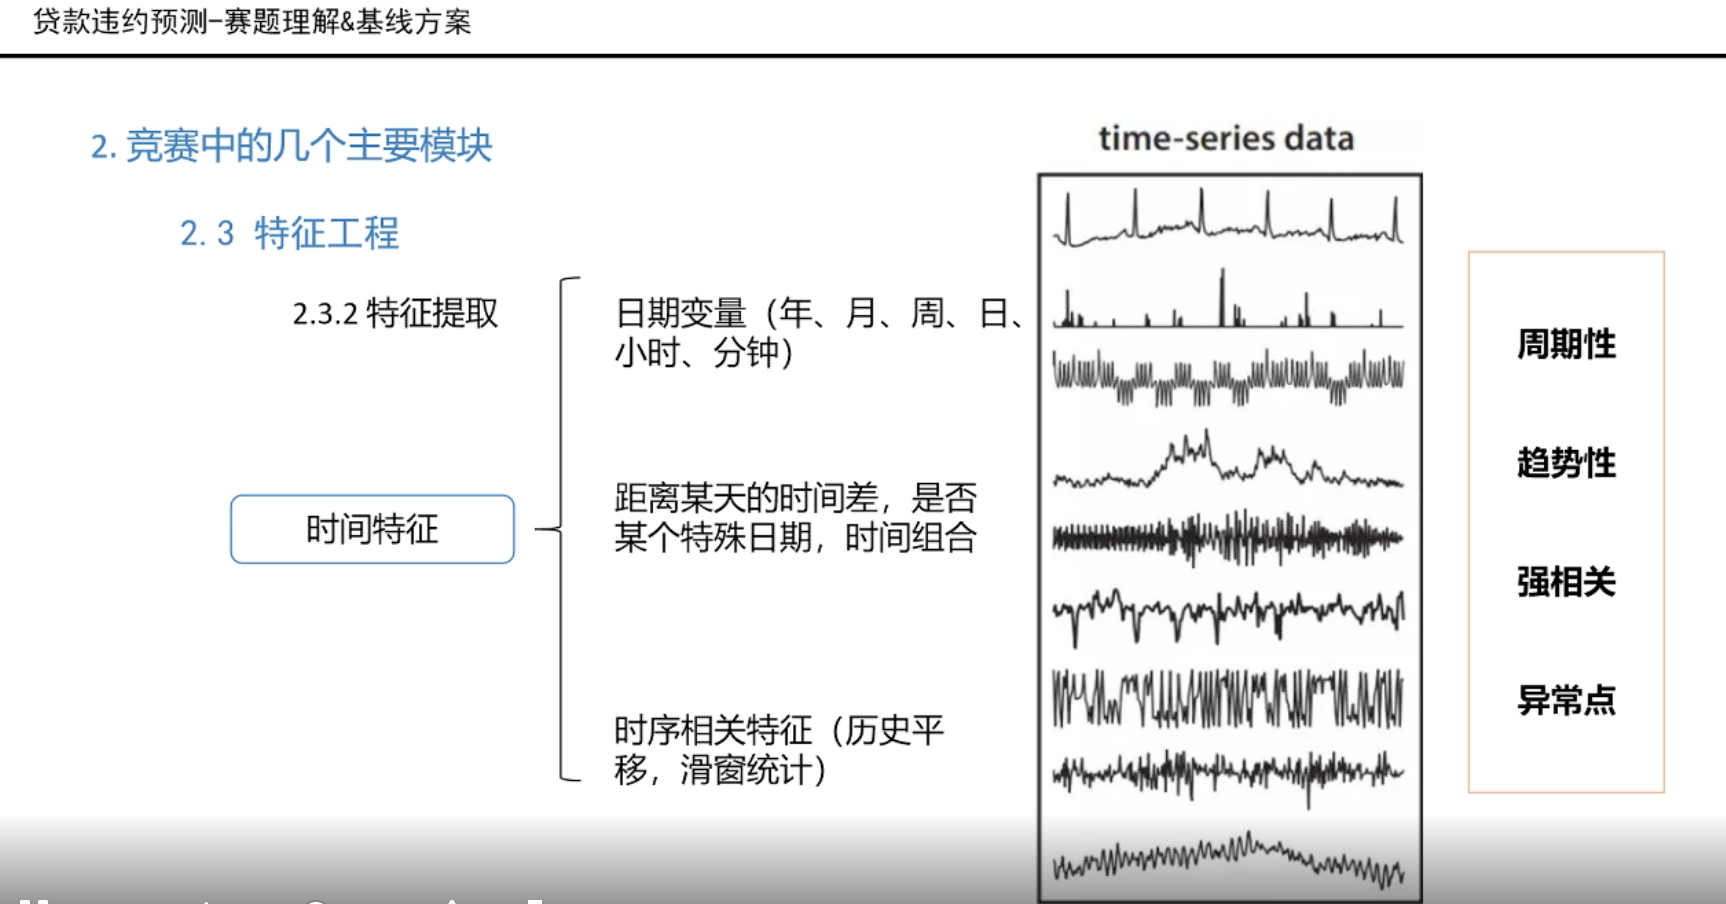 贷款违约预测-赛题理解&基线方案
2. 竞赛中的几个主要模块
2.3 特征工程
2.3.2 特征提取
时间特征
日期变量（年、月、周、日、
小时、分钟）
距离某天的时间差，是否
某个特殊日期，时间组合
时序相关特征（历史平
移，滑窗统计）
time-series data
周期性
趋势性
强相关
异常点